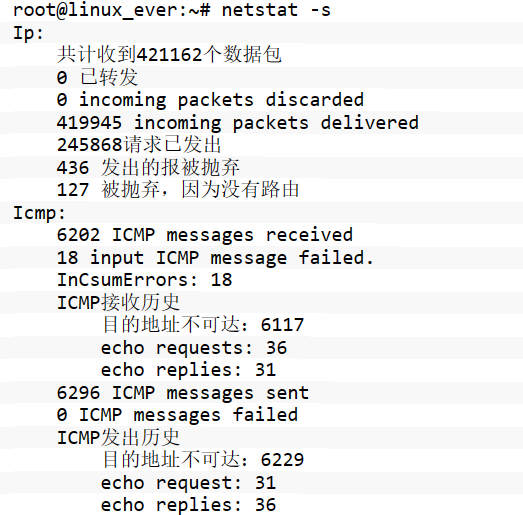 root@linux_ever:~# netstat -s
Ip:
共计收到421162个数据包
0 已转发
0 incoming packets discarded
419945 incoming packets delivered
245868请求已发出
436 发出的报被抛弃
127 被抛弃，因为没有路由
Icmp:
6202 ICMP messages received
18 input ICMP message failed.
InCsumErrors: 18
ICMP接收历史
目的地址不可达：6117
echo requests: 36
echo replies: 31
6296 ICMP messages sent
0 ICMP messages failed
ICMP发出历史
目的地址不可达：6229
echo request: 31
echo replies: 36